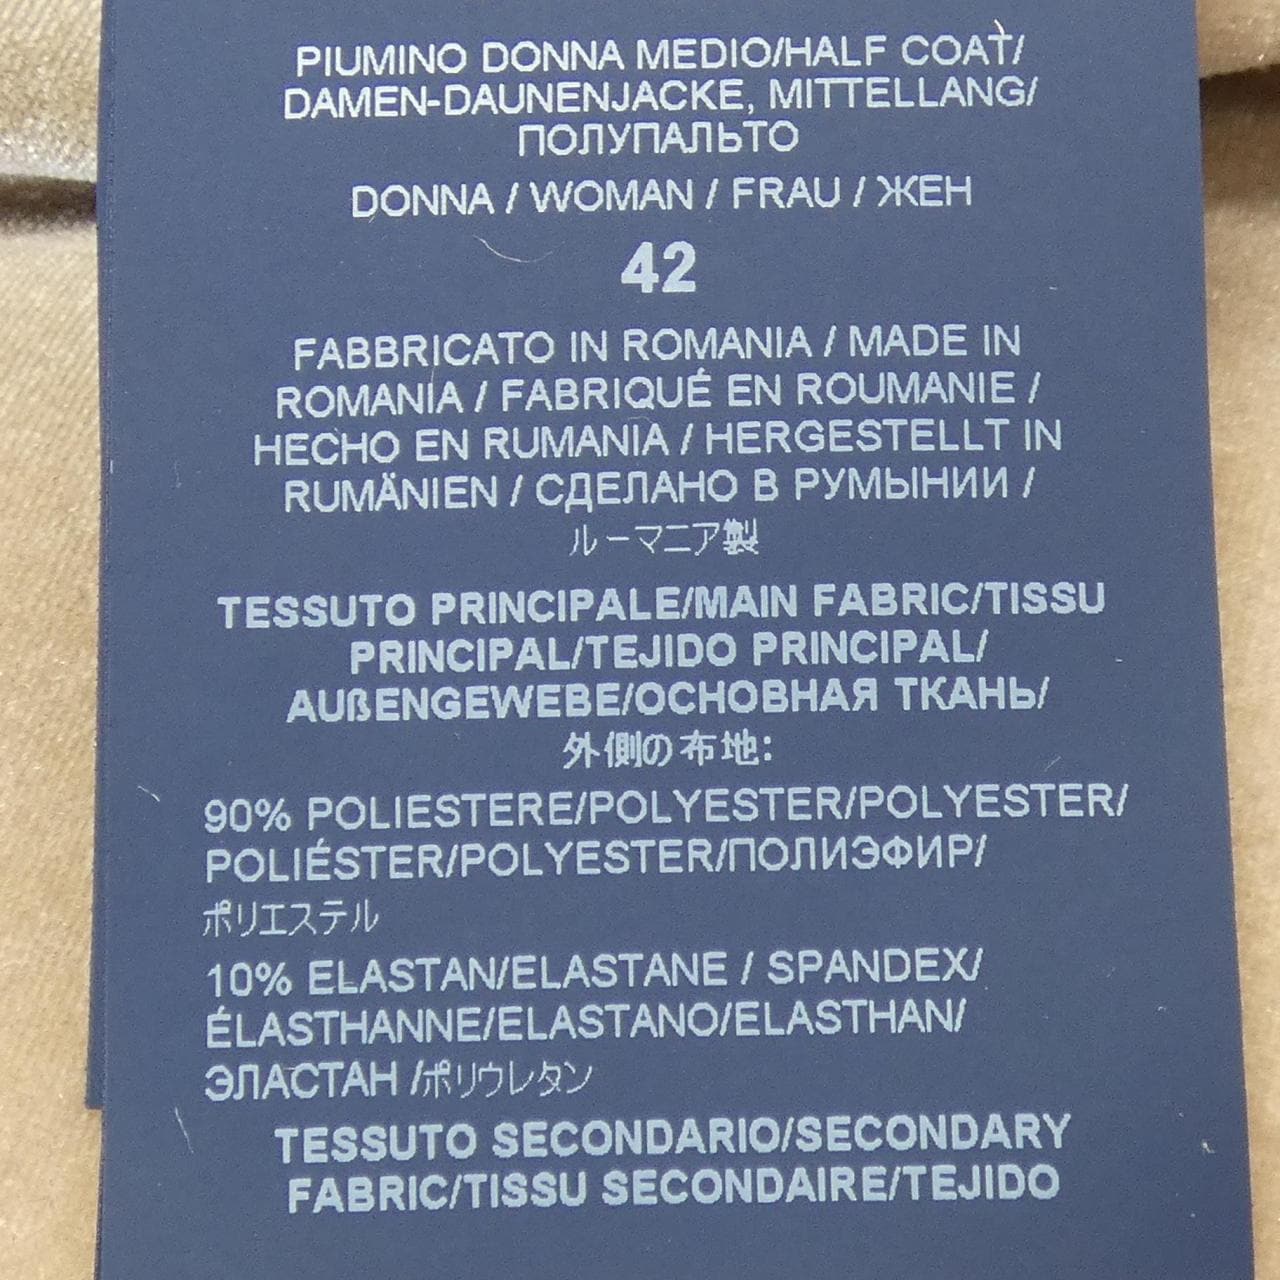 PIUMINO DONNA MEDIO/HALF COAT/
DAMEN-DAUNENJACKE, MITTELLANG/
ПОЛУПАЛЬТО
DONNA / WOMAN / FRAU / ЖЕН
42
FABBRICATO IN ROMANIA / MADE IN
ROMANIA / FABRIQUÉ EN ROUMANIE /
HECHO EN RUMANIA / HERGESTELLT IN
RUMÄNIEN / СДЕЛАНО В РУМЫНИИ /
ルーマニア製
TESSUTO PRINCIPALE/MAIN FABRIC/TISSU
PRINCIPAL/TEJIDO PRINCIPAL/
AUßENGEWEBE/ОСНОВНАЯ ТКАНЬ/
外側の布地:
90% POLIESTERE/POLYESTER/POLYESTER/
POLIÉSTER/POLYESTER/ПОЛИЭФИР/
ポリエステル
10% ELASTAN/ELASTANE / SPANDEX/
ÉLASTHANNE/ELASTANO/ELASTHAN/
ЭЛАСТАН /ポリウレタン
TESSUTO SECONDARIO/SECONDARY
FABRIC/TISSU SECONDAIRE/TEJIDO